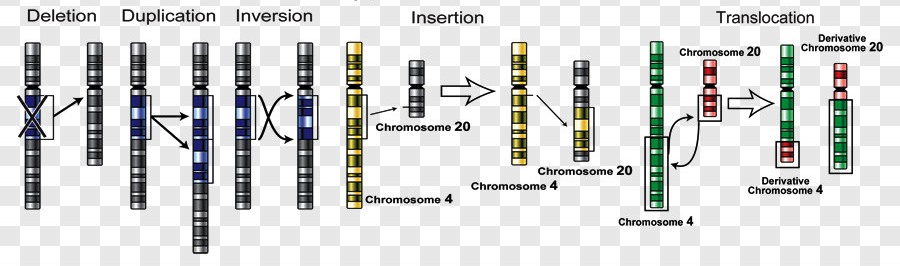 Deletion
Duplication
Inversion
Insertion
Translocation
Chromosome 20
Chromosome 4
Chromosome 4
Chromosome 20
Chromosome 20
Chromosome 4
Derivative
Chromosome 4
Derivative
Chromosome 20